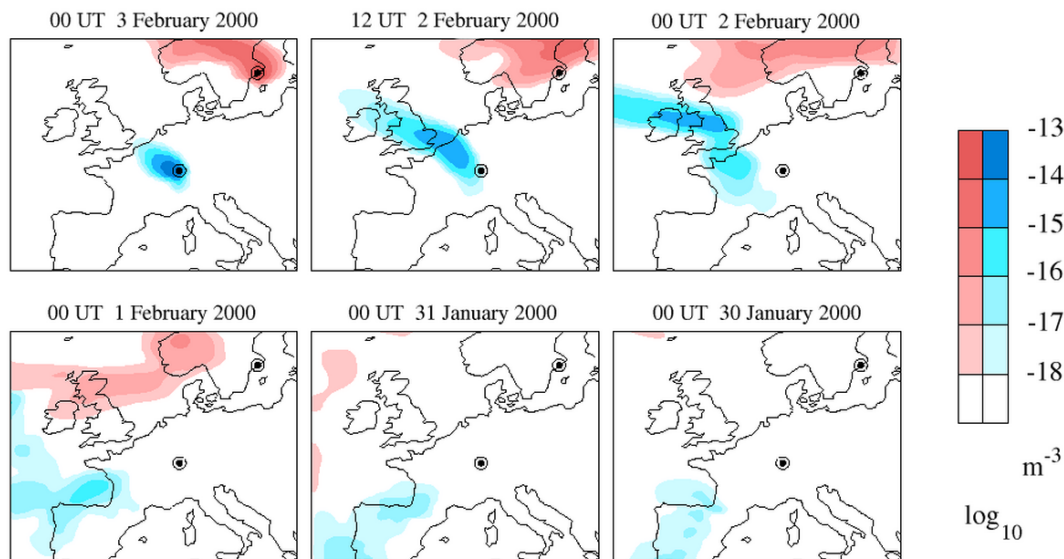 00 UT 3 February 2000
12 UT 2 February 2000
00 UT 2 February 2000
00 UT 1 February 2000
00 UT 31 January 2000
00 UT 30 January 2000
-13
-14
-15
-16
-17
-18
m⁻³
log₁₀